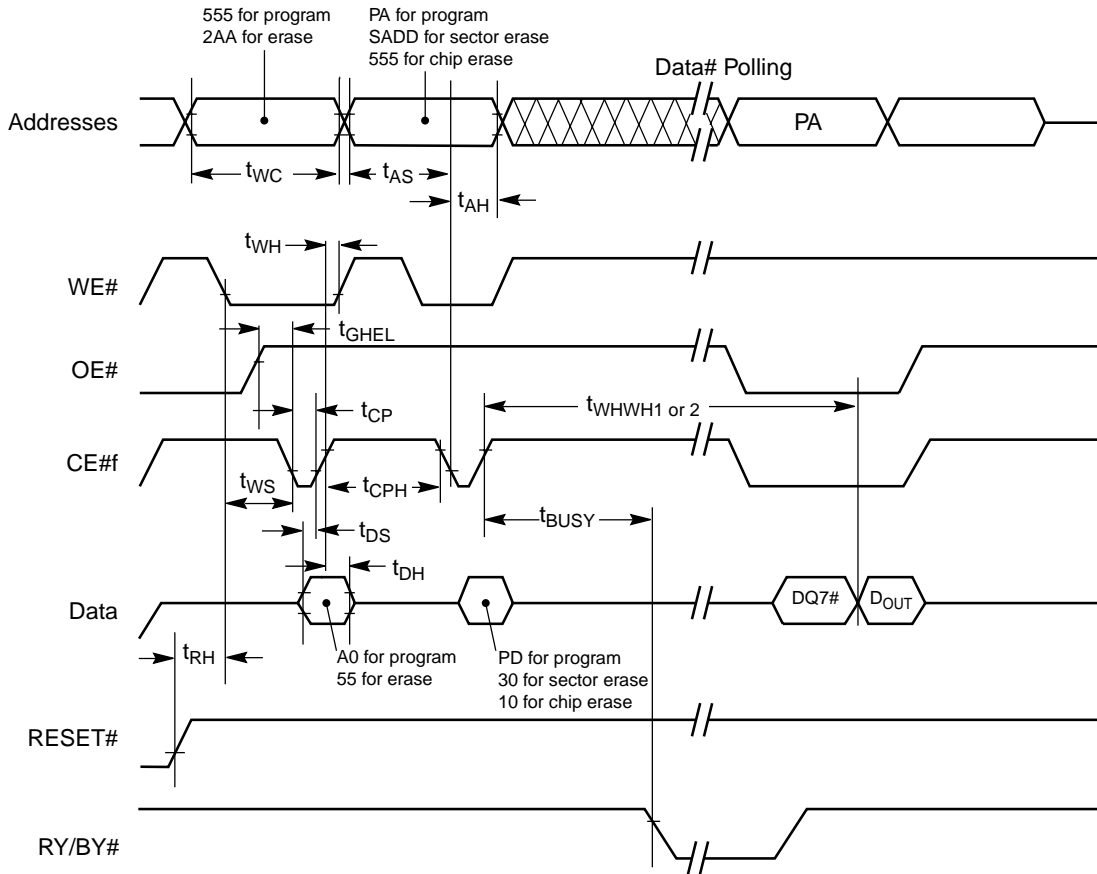 555 for program
2AA for erase
PA for program
SADD for sector erase
555 for chip erase
Data# Polling
Addresses
PA
tWC
tAS
tAH
tWH
WE#
tGHEL
OE#
tCP
tWHWH1 or 2
CE#f
tWS
tCPH
tBUSY
tDS
tDH
Data
DQ7#
DOUT
tRH
A0 for program
55 for erase
PD for program
30 for sector erase
10 for chip erase
RESET#
RY/BY#